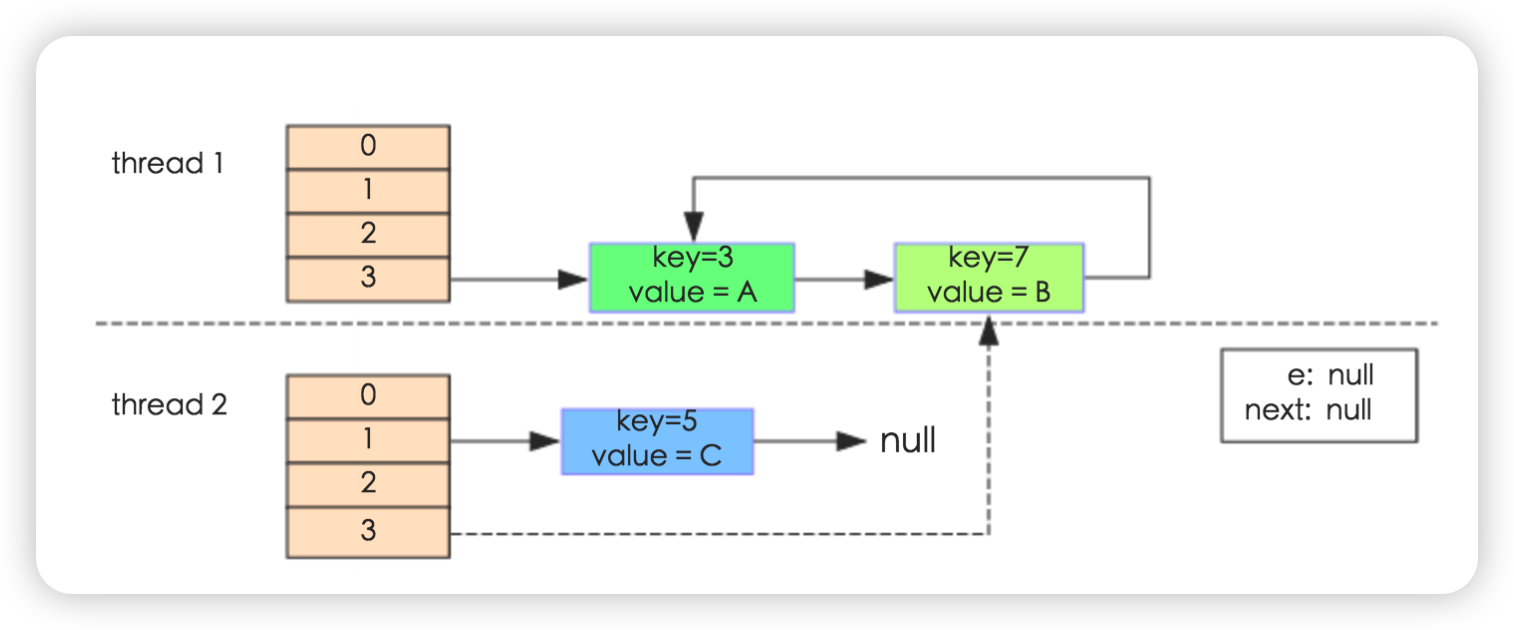 thread 1
0
1
2
3
key=3
value = A
key=7
value = B
thread 2
0
1
2
3
key=5
value = C
null
e: null
next: null